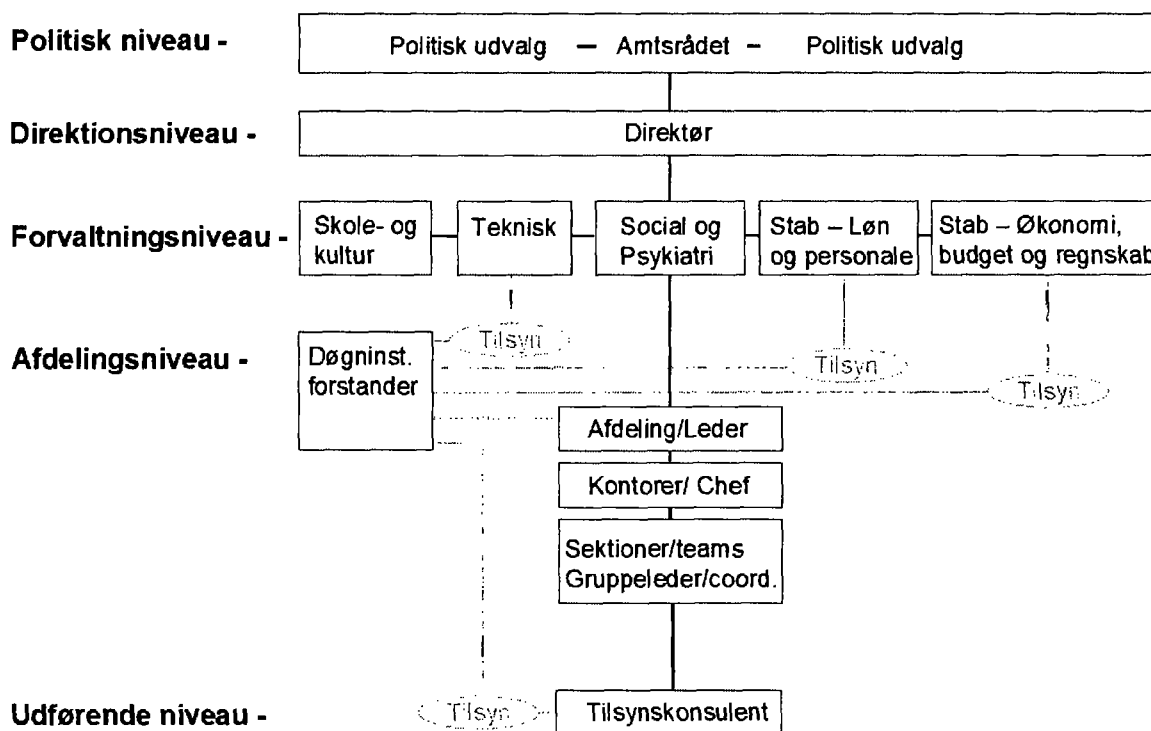 Politisk niveau -
Politisk udvalg – Amtsrådet – Politisk udvalg
Direktionsniveau -
Direktør
Forvaltningsniveau -
Skole- og
kultur
Teknisk
Social og
Psykiatri
Stab – Løn
og personale
Stab – Økonomi,
budget og regnskab
Afdelingsniveau -
Døgninst.
forstander
Tilsyn
Tilsyn
Tilsyn
Afdeling/Leder
Kontorer/ Chef
Sektioner/teams
Gruppeleder/coord.
Udførende niveau -
Tilsyn
Tilsynskonsulent